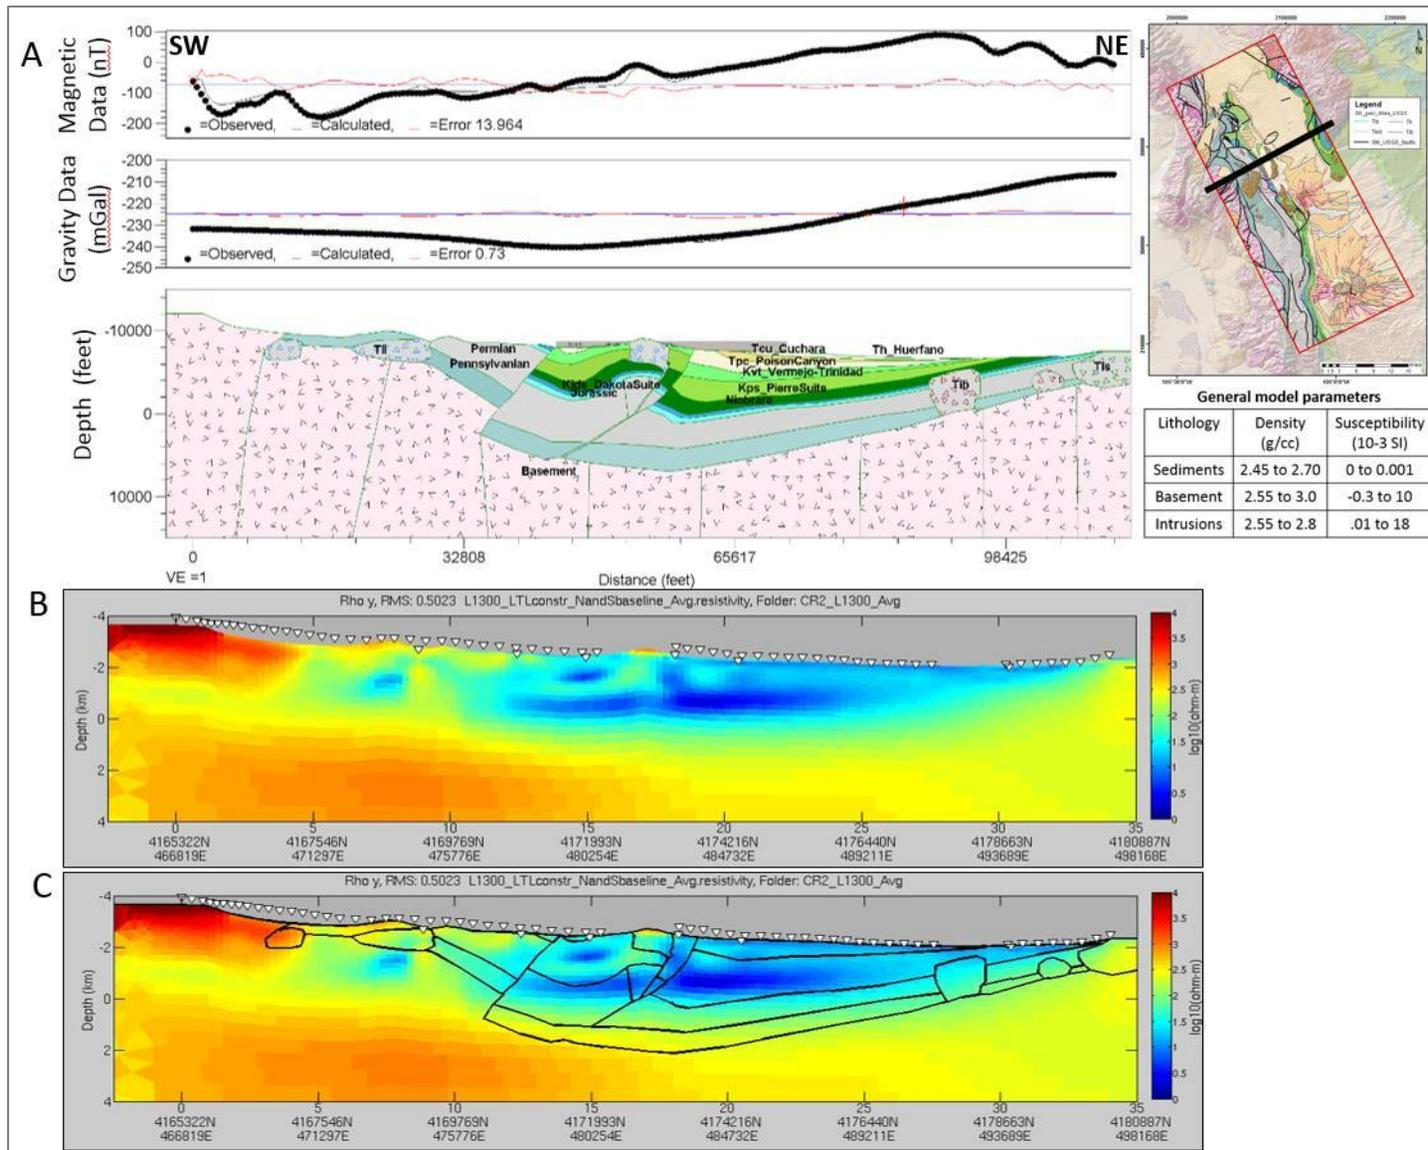 A
SW
NE
Magnetic
Data (nT)
100
0
-100
-200
=Observed, _ =Calculated, _ =Error 13.964
Gravity Data
(mGal)
-200
-210
-220
-230
-240
-250
=Observed, _ =Calculated, _ =Error 0.73
Depth (feet)
-10000
0
10000
Tii
Permian
Pennsylvanian
Kids_DakotaSuite
Jurassic
Basement
Tcu_Cuchara
Th_Huerfano
Tpc_PoisonCanyon
Kvt_Vermejo-Trinidad
Kps_PierreSuite
Niobrara
Tib
Tis
0 32808 65617 98425
VE =1
Distance (feet)
2000000 2100000 2200000
N
Legend
General model parameters
Lithology Density (g/cc) Susceptibility (10-3 SI)
Sediments 2.45 to 2.70 0 to 0.001
Basement 2.55 to 3.0 -0.3 to 10
Intrusions 2.55 to 2.8 .01 to 18
B
Rho y, RMS: 0.5023 L1300_LTLconstr_NandSbaseline_Avg.resistivity, Folder: CR2_L1300_Avg
Depth (km)
-4
-2
0
2
4
0 5 10 15 20 25 30 35
4165322N 4167546N 4169769N 4171993N 4174216N 4176440N 4178663N 4180887N
466819E 471297E 475776E 480254E 484732E 489211E 493689E 498168E
4
3.5
3
2.5
2
1.5
1
0.5
0
log10(ohm-m)
C
Rho y, RMS: 0.5023 L1300_LTLconstr_NandSbaseline_Avg.resistivity, Folder: CR2_L1300_Avg
Depth (km)
-4
-2
0
2
4
0 5 10 15 20 25 30 35
4165322N 4167546N 4169769N 4171993N 4174216N 4176440N 4178663N 4180887N
466819E 471297E 475776E 480254E 484732E 489211E 493689E 498168E
4
3.5
3
2.5
2
1.5
1
0.5
0
log10(ohm-m)